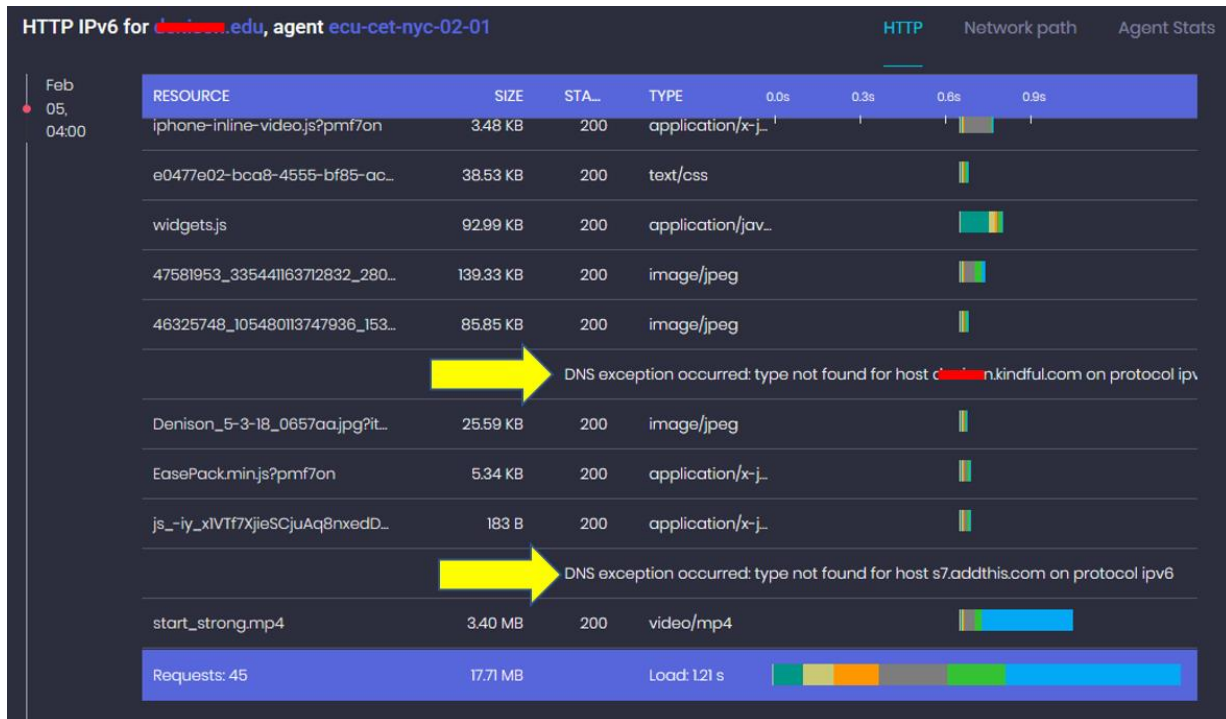 HTTP IPv6 for .edu, agent ecu-cet-nyc-02-01
HTTP Network path Agent Stats
Feb
05,
04:00
RESOURCE SIZE STA... TYPE 0.0s 0.3s 0.6s 0.9s
iphone-inline-video.js?pmf7on 3.48 KB 200 application/x-j...
e0477e02-bca8-4555-bf85-ac... 38.53 KB 200 text/css
widgets.js 92.99 KB 200 application/jav...
47581953_335441163712832_280... 139.33 KB 200 image/jpeg
46325748_105480113747936_153... 85.85 KB 200 image/jpeg
DNS exception occurred: type not found for host n.kindful.com on protocol ipv
Denison_5-3-18_0657aa.jpg?it... 25.59 KB 200 image/jpeg
EasePack.min.js?pmf7on 5.34 KB 200 application/x-j...
js_-iy_x1VTf7XjieSCjuAq8nxedD... 183 B 200 application/x-j...
DNS exception occurred: type not found for host s7.addthis.com on protocol ipv6
start_strong.mp4 3.40 MB 200 video/mp4
Requests: 45 17.71 MB Load: 1.21 s